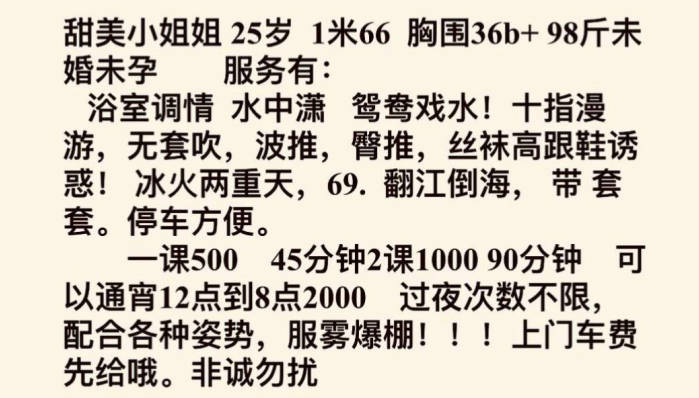 甜美小姐姐 25岁 1米66 胸围36b+ 98斤未
婚未孕 服务有：
浴室调情 水中潇 鸳鸯戏水！十指漫
游，无套吹，波推，臀推，丝袜高跟鞋诱
惑！ 冰火两重天，69. 翻江倒海， 带 套
套。停车方便。
一课500 45分钟2课1000 90分钟 可
以通宵12点到8点2000 过夜次数不限，
配合各种姿势，服雾爆棚！！！上门车费
先给哦。非诚勿扰